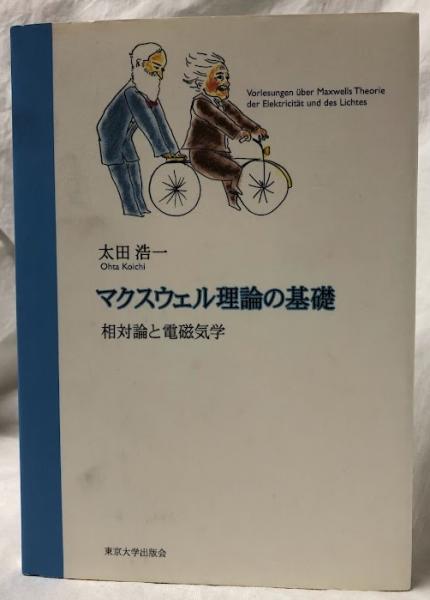 Vorlesungen über Maxwells Theorie
der Elektricität und des Lichtes
太田 浩一
Ohta Koichi
マクスウェル理論の基礎
相対論と電磁気学
東京大学出版会